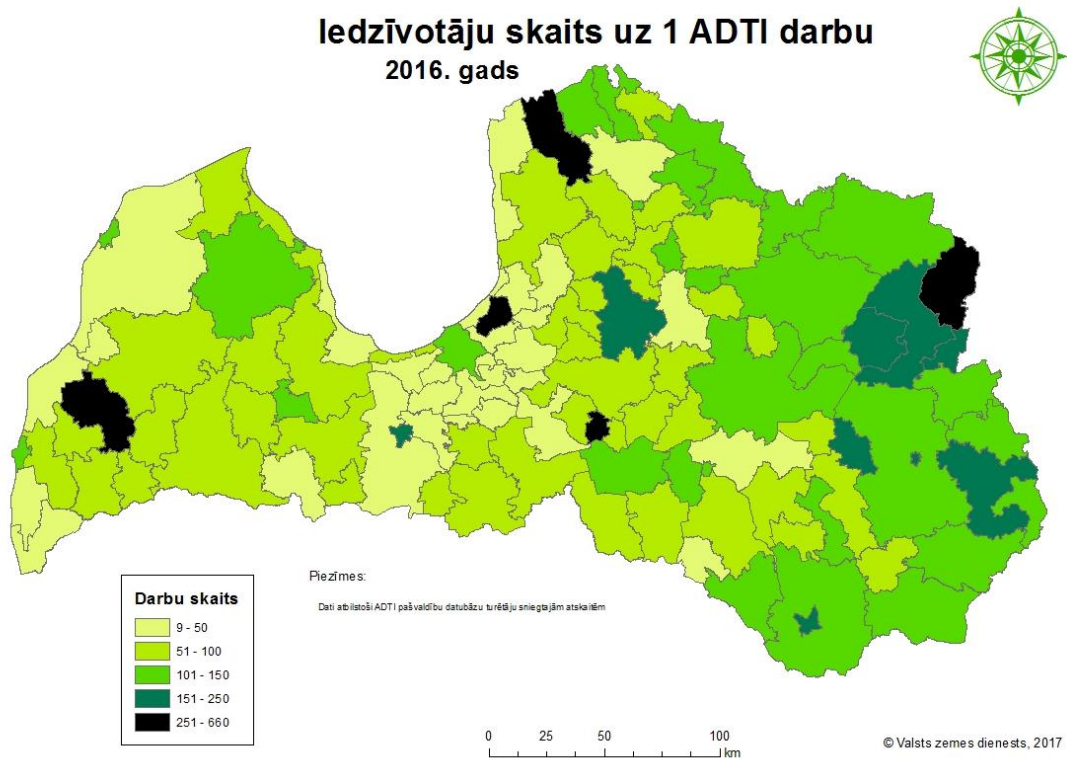 Iedzīvotāju skaits uz 1 ADTI darbu
2016. gads
Piezīmes:
Dati atbilstoši ADTI pašvaldību datubāzu turētāju sniegtajām atskaitēm
Darbu skaits
9 - 50
51 - 100
101 - 150
151 - 250
251 - 660
0 25 50 100
km
© Valsts zemes dienests, 2017